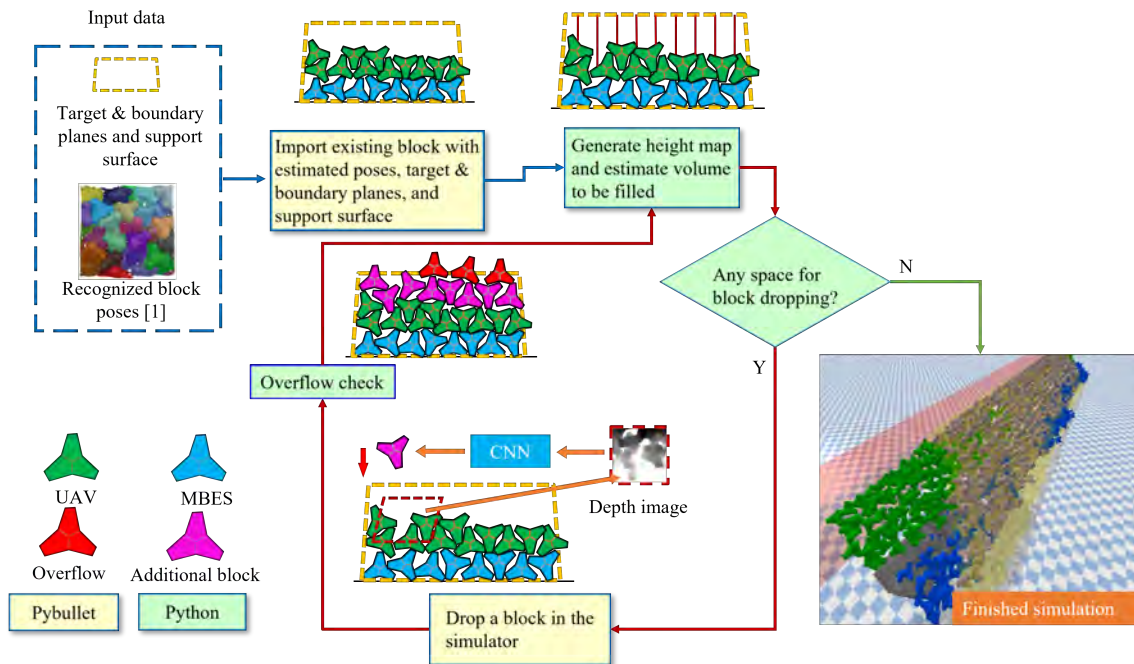 Input data
Target & boundary
planes and support
surface
Recognized block
poses [1]
Import existing block with
estimated poses, target &
boundary planes, and
support surface
Generate height map
and estimate volume
to be filled
Any space for
block dropping?
N
Y
Overflow check
CNN
Depth image
Drop a block in the
simulator
Finished simulation
UAV
MBES
Overflow
Additional block
Pybullet
Python